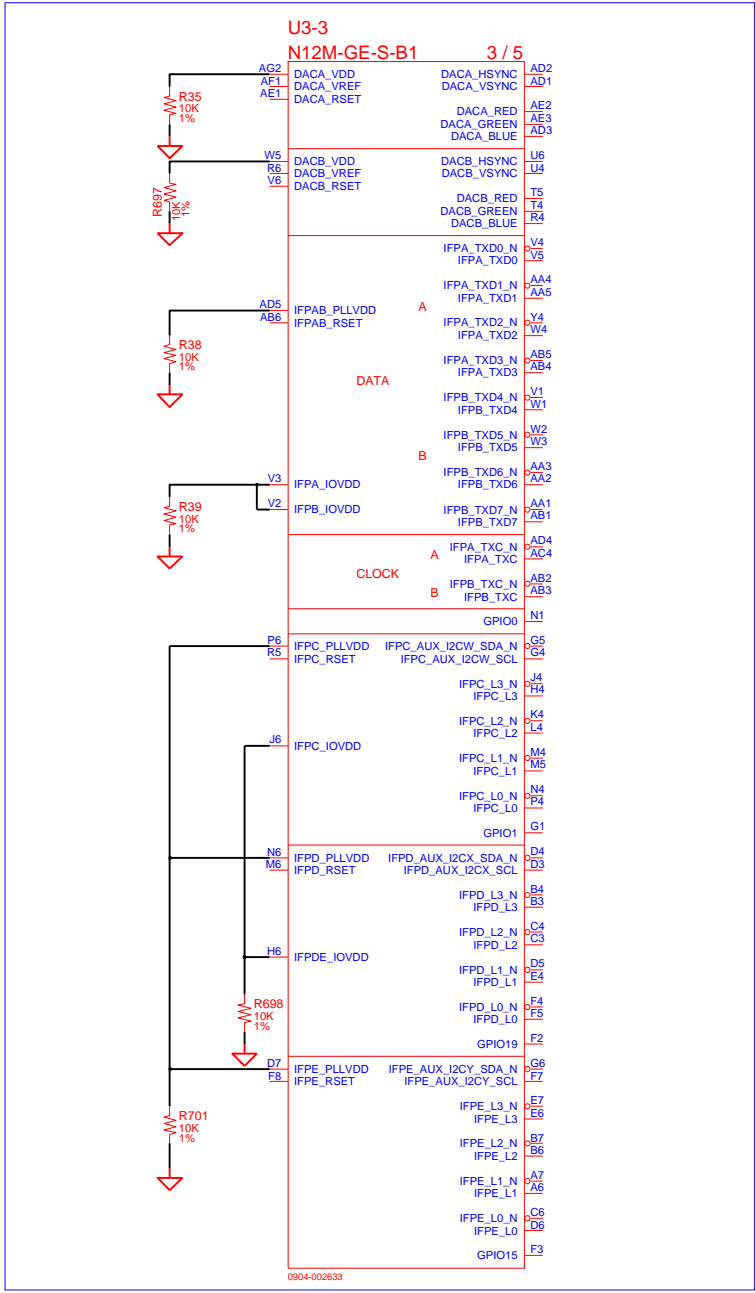 U3-3
N12M-GE-S-B1 3 / 5
AG2 DACA_VDD DACA_HSYNC AD2
AF1 DACA_VREF DACA_VSYNC AD1
AE1 DACA_RSET
R35
10K
1%
DACA_RED AE2
DACA_GREEN AE3
DACA_BLUE AD3
W5 DACB_VDD DACB_HSYNC U6
R6 DACB_VREF DACB_VSYNC U4
V6 DACB_RSET
R697
10K
1%
DACB_RED T5
DACB_GREEN T4
DACB_BLUE R4
IFPA_TXD0_N V4
IFPA_TXD0 V5
IFPA_TXD1_N AA4
IFPA_TXD1 AA5
AD5 IFPAB_PLLVDD A
AB6 IFPAB_RSET IFPA_TXD2_N Y4
IFPA_TXD2 W4
R38
10K
1%
IFPA_TXD3_N AB5
IFPA_TXD3 AB4
DATA
IFPB_TXD4_N V1
IFPB_TXD4 W1
IFPB_TXD5_N W2
IFPB_TXD5 W3
B
IFPB_TXD6_N AA3
V3 IFPA_IOVDD IFPB_TXD6 AA2
V2 IFPB_IOVDD IFPB_TXD7_N AA1
IFPB_TXD7 AB1
R39
10K
1%
A IFPA_TXC_N AD4
IFPA_TXC AC4
CLOCK
IFPB_TXC_N AB2
B IFPB_TXC AB3
GPIO0 N1
P6 IFPC_PLLVDD IFPC_AUX_I2CW_SDA_N G5
R5 IFPC_RSET IFPC_AUX_I2CW_SCL G4
IFPC_L3_N J4
IFPC_L3 H4
IFPC_L2_N K4
IFPC_L2 L4
J6 IFPC_IOVDD
IFPC_L1_N M4
IFPC_L1 M5
IFPC_L0_N N4
IFPC_L0 P4
GPIO1 G1
N6 IFPD_PLLVDD IFPD_AUX_I2CX_SDA_N D4
M6 IFPD_RSET IFPD_AUX_I2CX_SCL D3
IFPD_L3_N B4
IFPD_L3 B3
IFPD_L2_N C4
IFPD_L2 C3
H6 IFPDE_IOVDD
IFPD_L1_N D5
IFPD_L1 E4
R698
10K
1%
IFPD_L0_N F4
IFPD_L0 F5
GPIO19 F2
D7 IFPE_PLLVDD IFPE_AUX_I2CY_SDA_N G6
F8 IFPE_RSET IFPE_AUX_I2CY_SCL F7
IFPE_L3_N E7
IFPE_L3 E6
R701
10K
1%
IFPE_L2_N B7
IFPE_L2 B6
IFPE_L1_N A7
IFPE_L1 A6
IFPE_L0_N C6
IFPE_L0 D6
GPIO15 F3
0904-002633